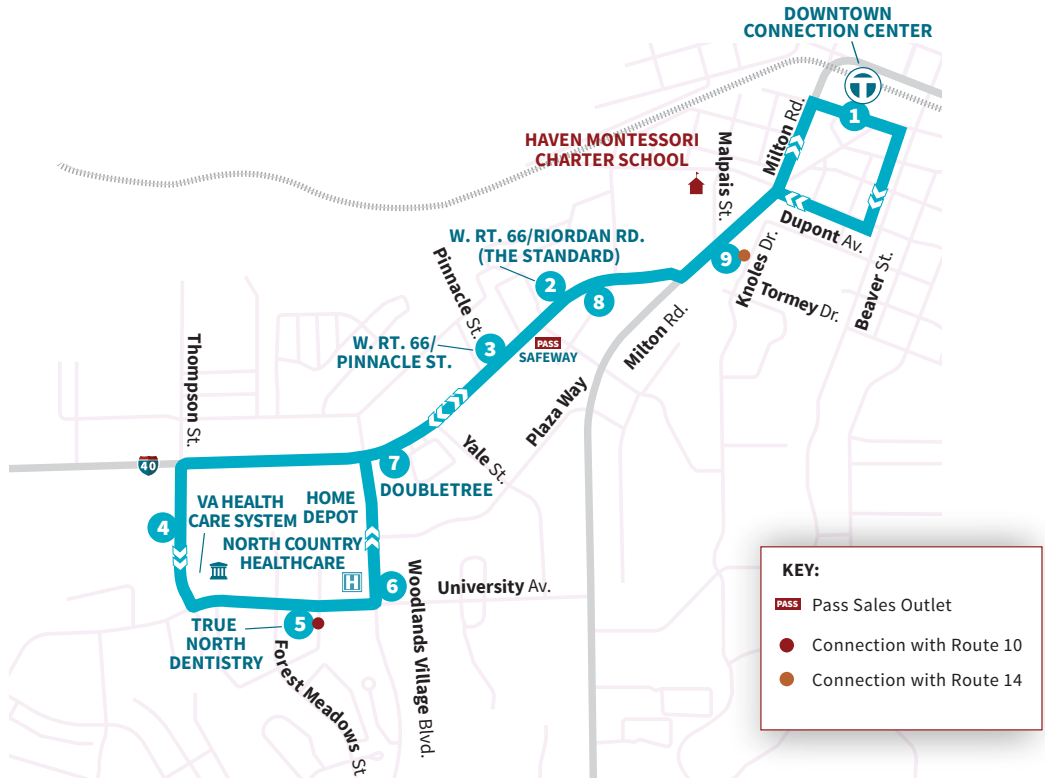 DOWNTOWN
CONNECTION CENTER
1
Milton Rd.
HAVEN MONTESSORI
CHARTER SCHOOL
Malpais St.
Dupont Av.
Beaver St.
9
Knoles Dr.
Tormey Dr.
W. RT. 66/RIORDAN RD.
(THE STANDARD)
2
8
Pinnacle St.
Milton Rd.
W. RT. 66/
PINNACLE ST.
3
PASS
SAFEWAY
Thompson St.
Plaza Way
Yale St.
40
7
DOUBLETREE
VA HEALTH
CARE SYSTEM
HOME
DEPOT
4
NORTH COUNTRY
HEALTHCARE
H
6
University Av.
Woodlands Village Blvd.
TRUE
NORTH
DENTISTRY
5
Forest Meadows St
KEY:
PASS Pass Sales Outlet
Connection with Route 10
Connection with Route 14